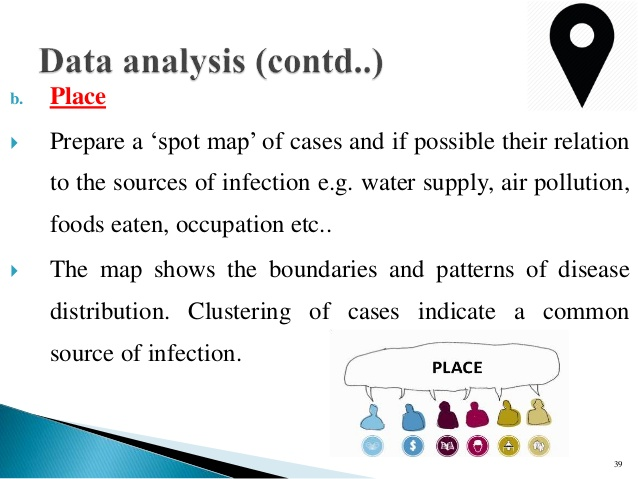 Data analysis (contd..)
b. Place
Prepare a ‘spot map’ of cases and if possible their relation
to the sources of infection e.g. water supply, air pollution,
foods eaten, occupation etc..
The map shows the boundaries and patterns of disease
distribution. Clustering of cases indicate a common
source of infection.
PLACE
$
39